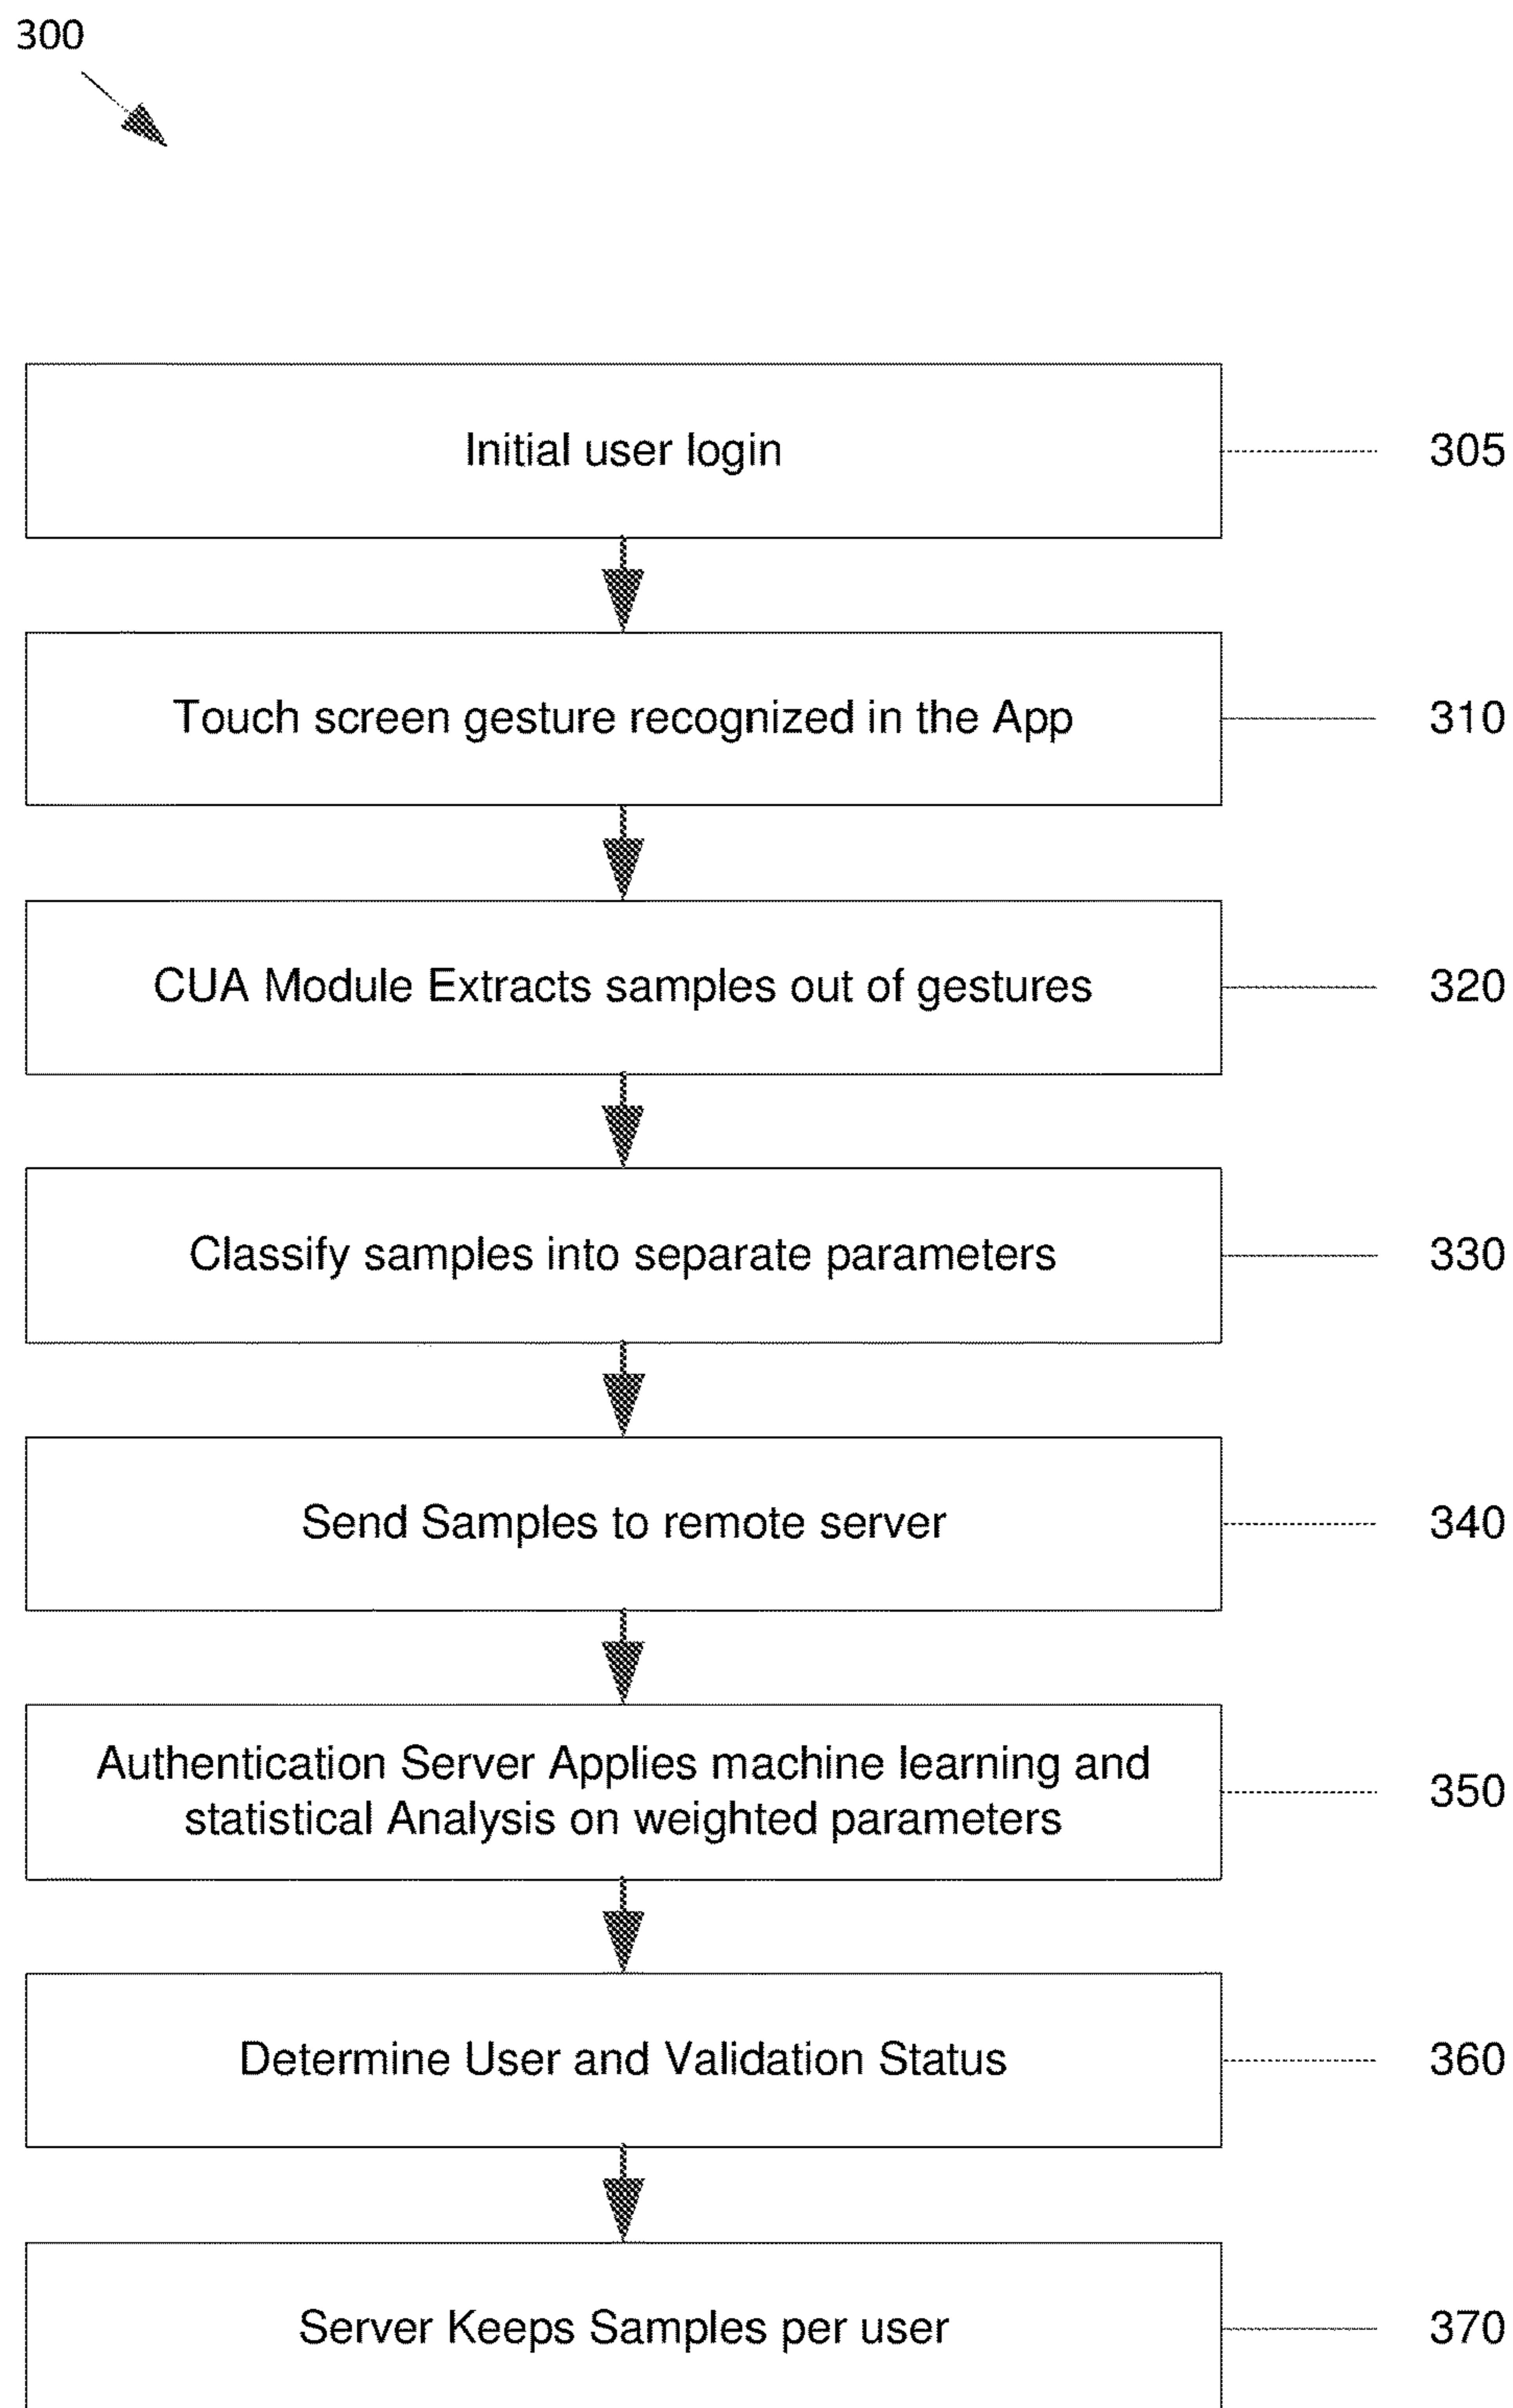 300
Initial user login
305
Touch screen gesture recognized in the App
310
CUA Module Extracts samples out of gestures
320
Classify samples into separate parameters
330
Send Samples to remote server
340
Authentication Server Applies machine learning and
statistical Analysis on weighted parameters
350
Determine User and Validation Status
360
Server Keeps Samples per user
370